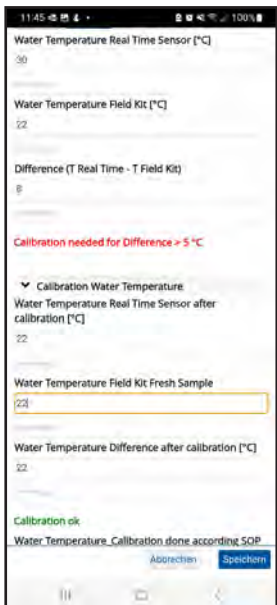 11:45
100%
Water Temperature Real Time Sensor [°C]
30
Water Temperature Field Kit [°C]
22
Difference (T Real Time - T Field Kit)
8
Calibration needed for Difference > 5 °C
Calibration Water Temperature
Water Temperature Real Time Sensor after
calibration [°C]
22
Water Temperature Field Kit Fresh Sample
22
Water Temperature Difference after calibration [°C]
22
Calibration ok
Water Temperature_Calibration done according SOP
Abbrechen Speichern